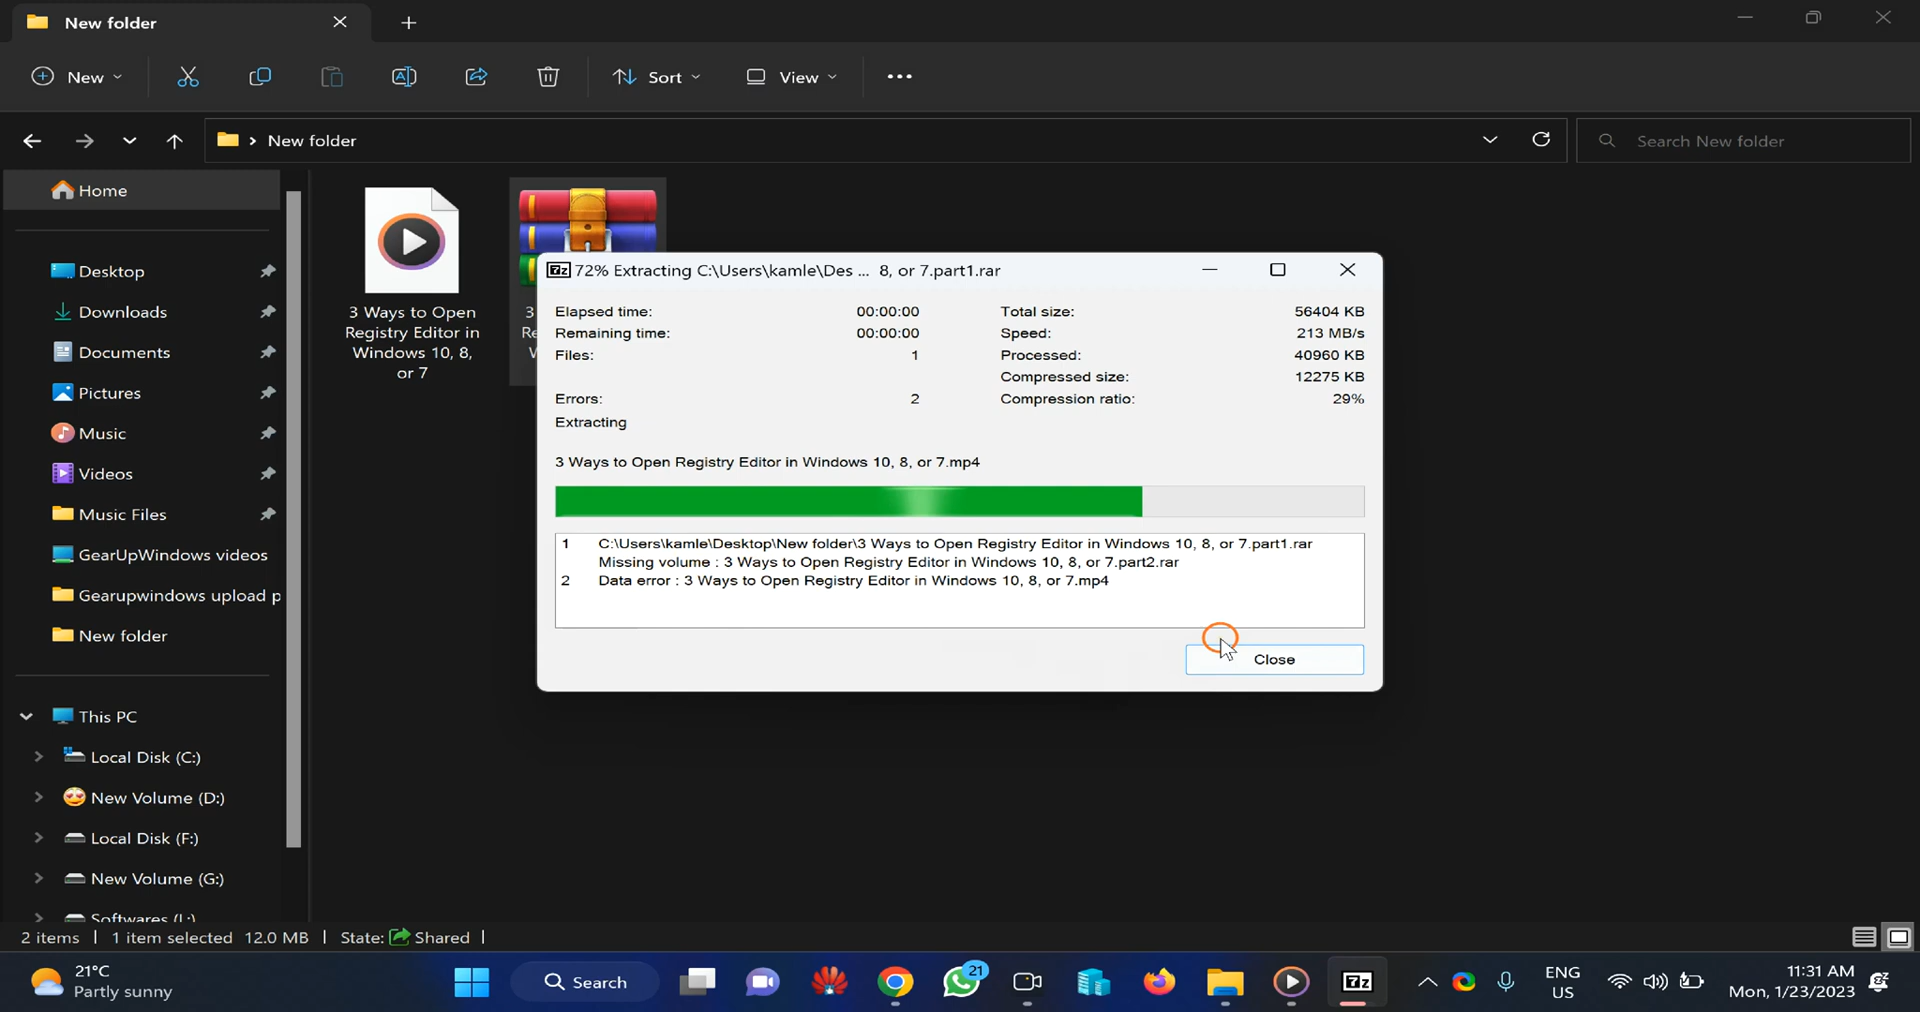 New folder
New
Sort
View
New folder
Search New folder
Home
Desktop
Downloads
Documents
Pictures
Music
Videos
Music Files
GearUpWindows videos
Gearupwindows upload p
New folder
This PC
Local Disk (C:)
New Volume (D:)
Local Disk (F:)
New Volume (G:)
Softwares (L:)
3 Ways to Open
Registry Editor in
Windows 10, 8,
or 7
3
Re
W
7z 72% Extracting C:\Users\kamle\Des ... 8, or 7.part1.rar
Elapsed time: 00:00:00 Total size: 56404 KB
Remaining time: 00:00:00 Speed: 213 MB/s
Files: 1 Processed: 40960 KB
Compressed size: 12275 KB
Errors: 2 Compression ratio: 29%
Extracting
3 Ways to Open Registry Editor in Windows 10, 8, or 7.mp4
1 C:\Users\kamle\Desktop\New folder\3 Ways to Open Registry Editor in Windows 10, 8, or 7.part1.rar
Missing volume : 3 Ways to Open Registry Editor in Windows 10, 8, or 7.part2.rar
2 Data error : 3 Ways to Open Registry Editor in Windows 10, 8, or 7.mp4
Close
2 items 1 item selected 12.0 MB State: Shared
21°C
Partly sunny
Search
21
7z
ENG
US
11:31 AM
Mon, 1/23/2023